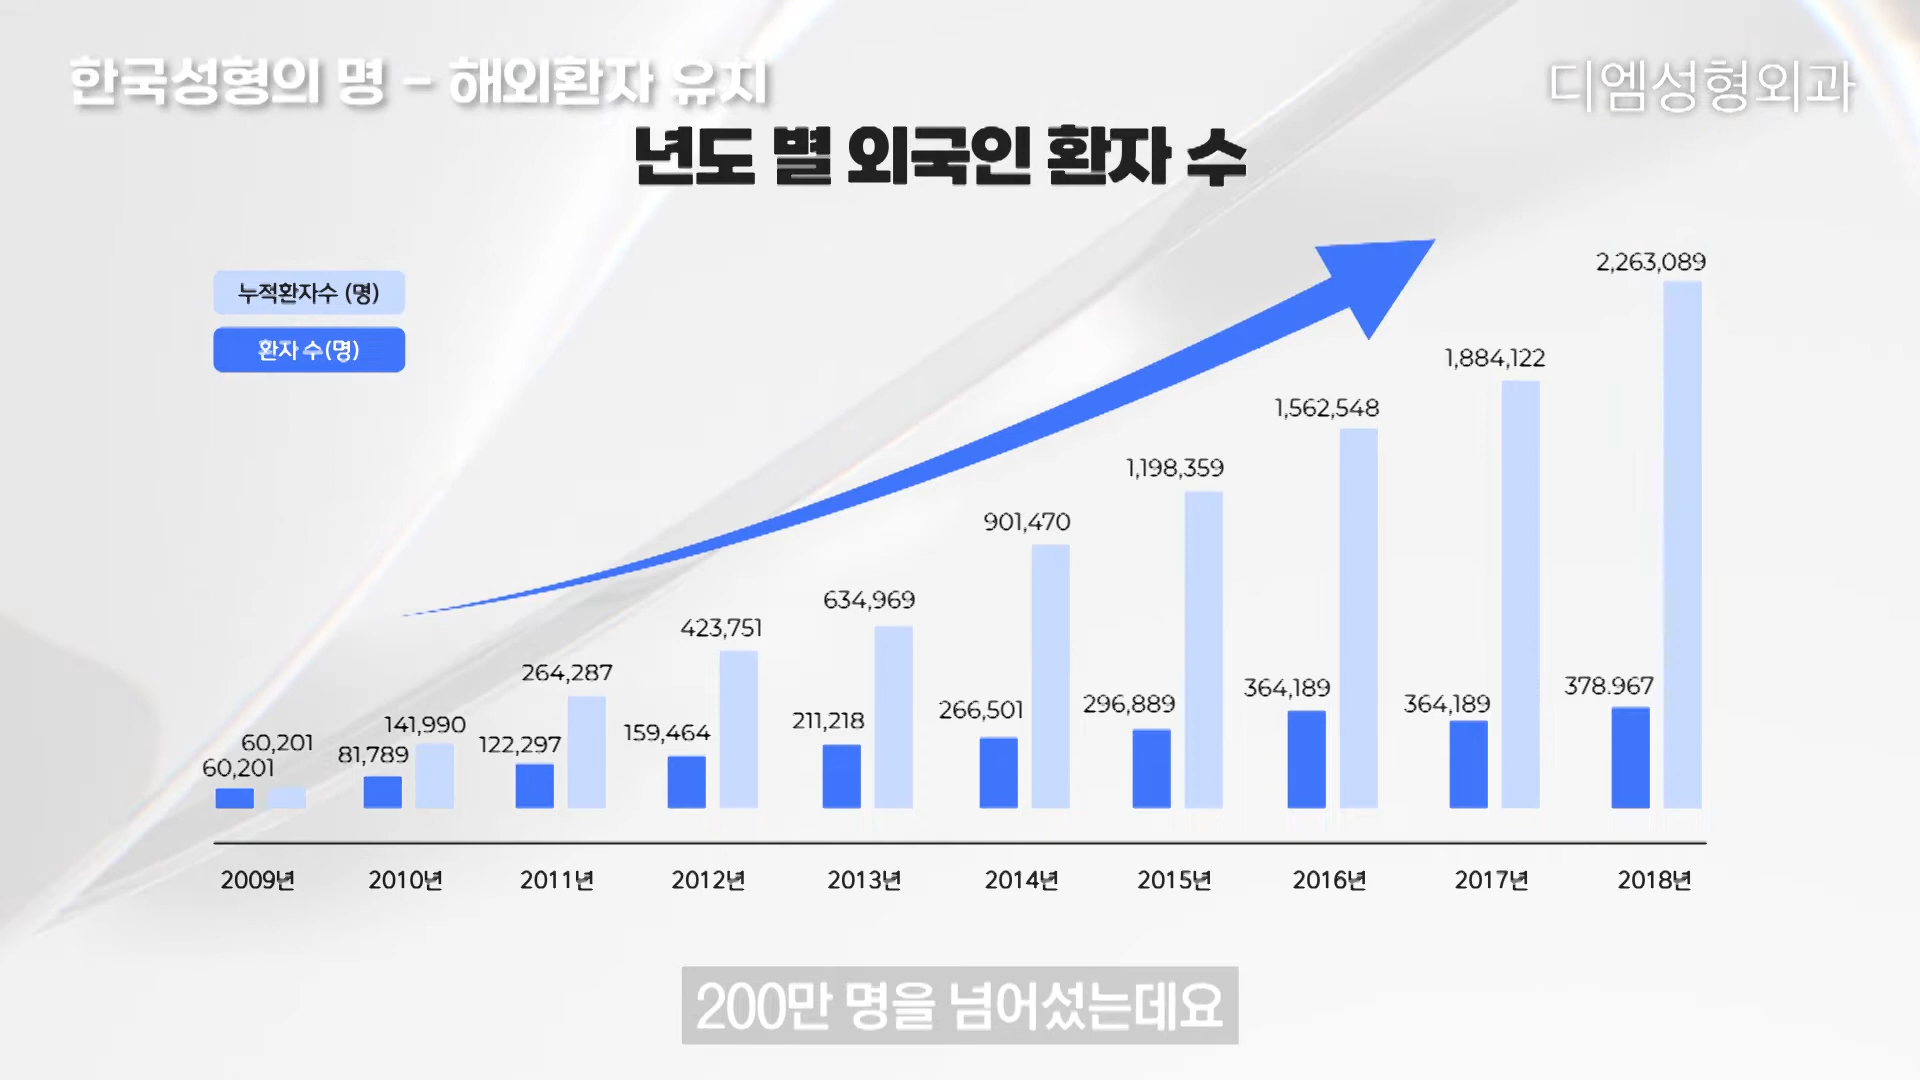 한국성형의 명 - 해외환자 유치
디엠성형외과
년도 별 외국인 환자 수
누적환자수 (명)
환자 수(명)
60,201
60,201
81,789
141,990
122,297
264,287
159,464
423,751
211,218
634,969
266,501
901,470
296,889
1,198,359
364,189
1,562,548
364,189
1,884,122
378.967
2,263,089
2009년 2010년 2011년 2012년 2013년 2014년 2015년 2016년 2017년 2018년
200만 명을 넘어섰는데요